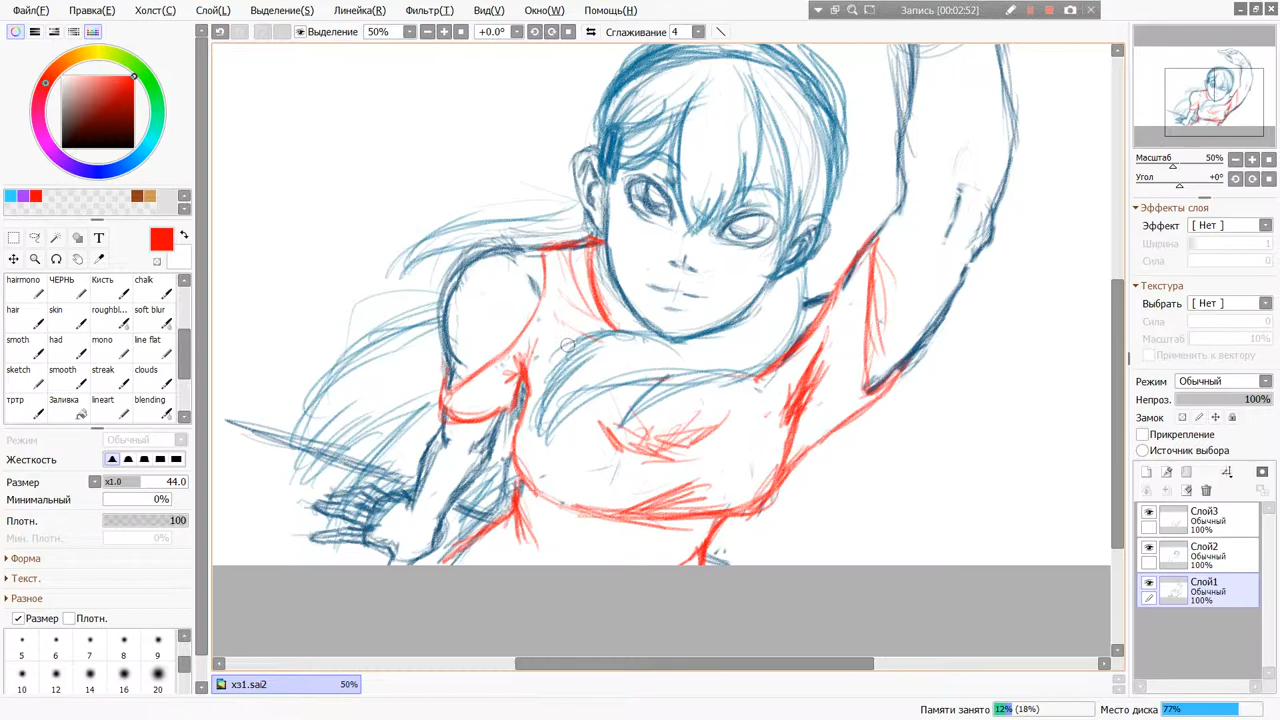 Файл(F) Правка(E) Холст(C) Слой(L) Выделение(S) Линейка(R) Фильтр(T) Вид(V) Окно(W) Помощь(H) Запись [00:02:52]
Выделение 50% +0.0° Сглаживание 4
hairmono ЧЕРНЬ Кисть chalk
hair skin roughbl... soft blur
smoth had mono line flat
sketch smooth streak clouds
тртр Заливка lineart blending
Режим Обычный
Жесткость
Размер x1.0 44.0
Минимальный 0%
Плотн. 100
Мин. Плотн. 0%
Форма
Текст.
Разное
Размер Плотн.
5 6 7 8 9
10 12 14 16 20
хз1.sai2 50%
Масштаб 50%
Угол +0°
Эффекты слоя
Эффект [ Нет ]
Ширина 1
Сила 0
Текстура
Выбрать [ Нет ]
Сила 0
Масштаб 10%
Применить к вектору
Режим Обычный
Непроз. 100%
Замок
Прикрепление
Источник выбора
Слой3
Обычный
100%
Слой2
Обычный
100%
Слой1
Обычный
100%
Памяти занято 12% (18%) Место диска 77%